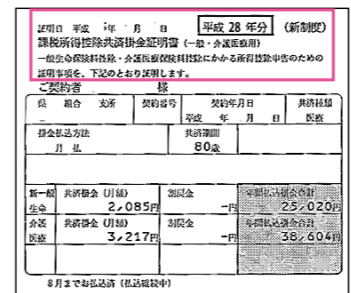 証明日 平成 年 月 日 平成 28 年分 (新制度)
課税所得控除共済掛金証明書 (一般・介護医療用)
一般生命保険料控除・介護医療保険料控除にかかる所得控除申告のための
証明事項を、下記のとおり証明します。
ご契約者 様
県 組合 支所 契約番号 契約年月日 共済種類
平成 年 月 日 医療
掛金払込方法 共済期間
月 払 80歳
新一般 共済掛金 (月額) 割戻金 年間払込掛金合計
生命 2,085円 ー円 25,020円
介護 共済掛金 (月額) 割戻金 年間払込掛金合計
医療 3,217円 ー円 38,604円
8月までお払込済 (払込継続中)